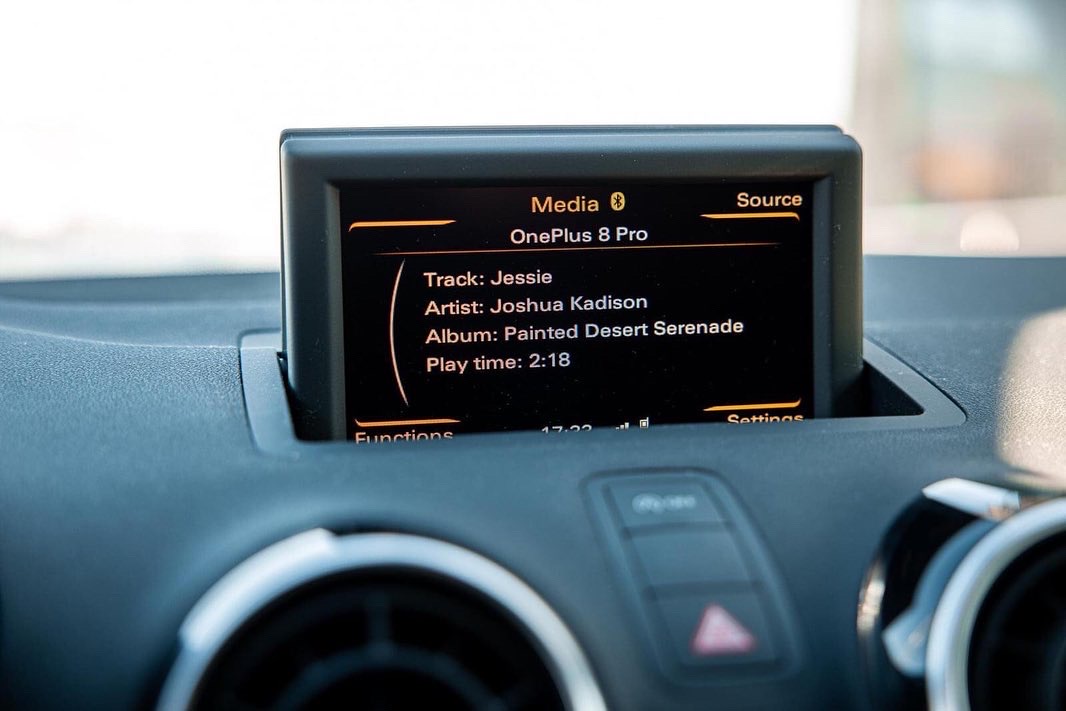 Media
Source
OnePlus 8 Pro
Track: Jessie
Artist: Joshua Kadison
Album: Painted Desert Serenade
Play time: 2:18
Functions
Settings